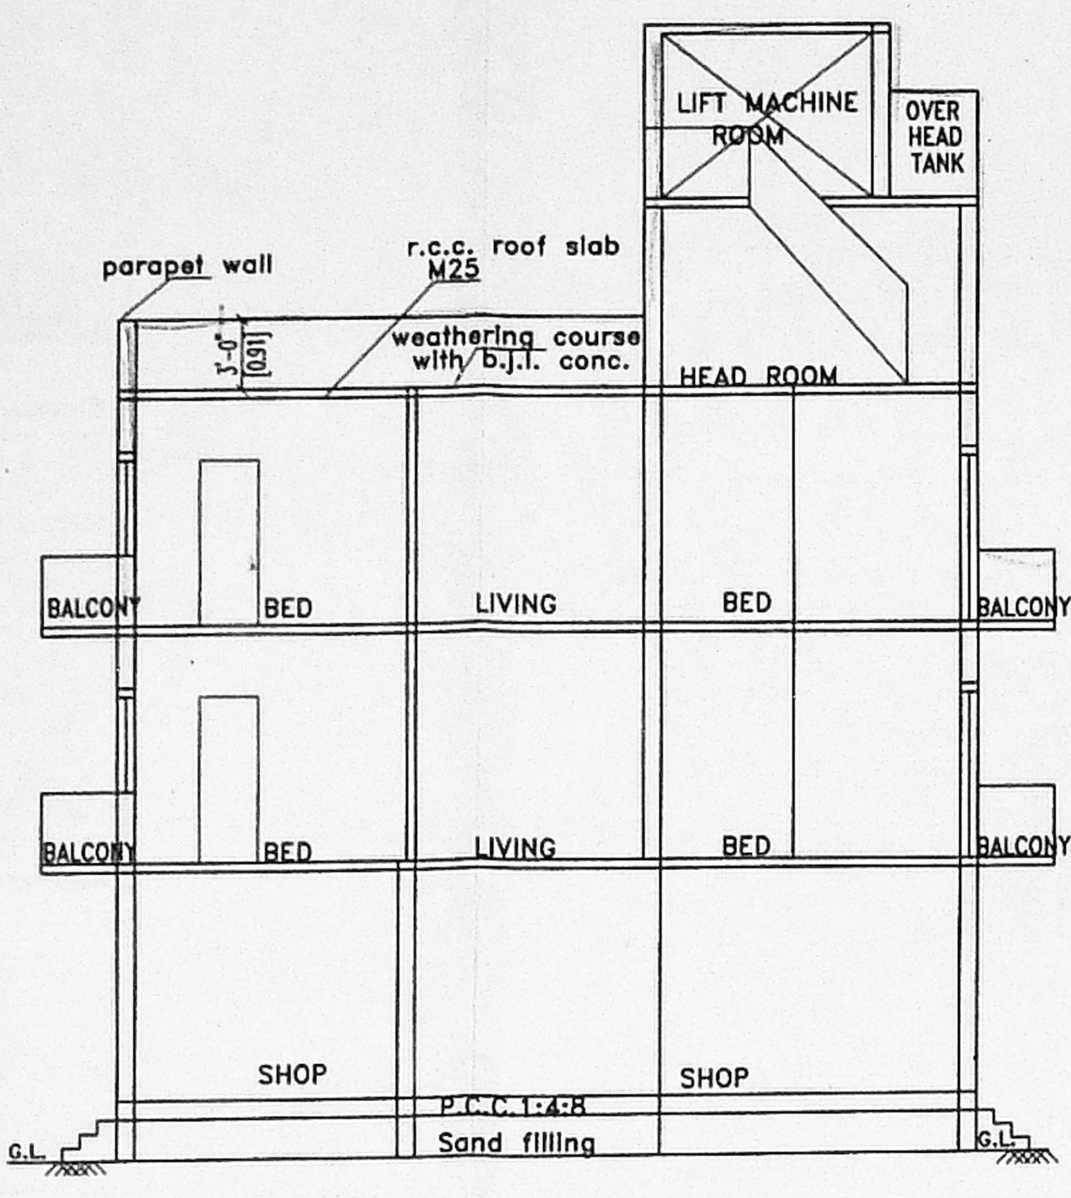 LIFT MACHINE
ROOM
OVER
HEAD
TANK
r.c.c. roof slab
M25
parapet wall
3'-0"
[0.91]
weathering course
with b.j.l. conc.
HEAD ROOM
BALCONY
BED
LIVING
BED
BALCONY
BALCONY
BED
LIVING
BED
BALCONY
SHOP
SHOP
P.C.C.1:4:8
Sand filling
G.L.
G.L.